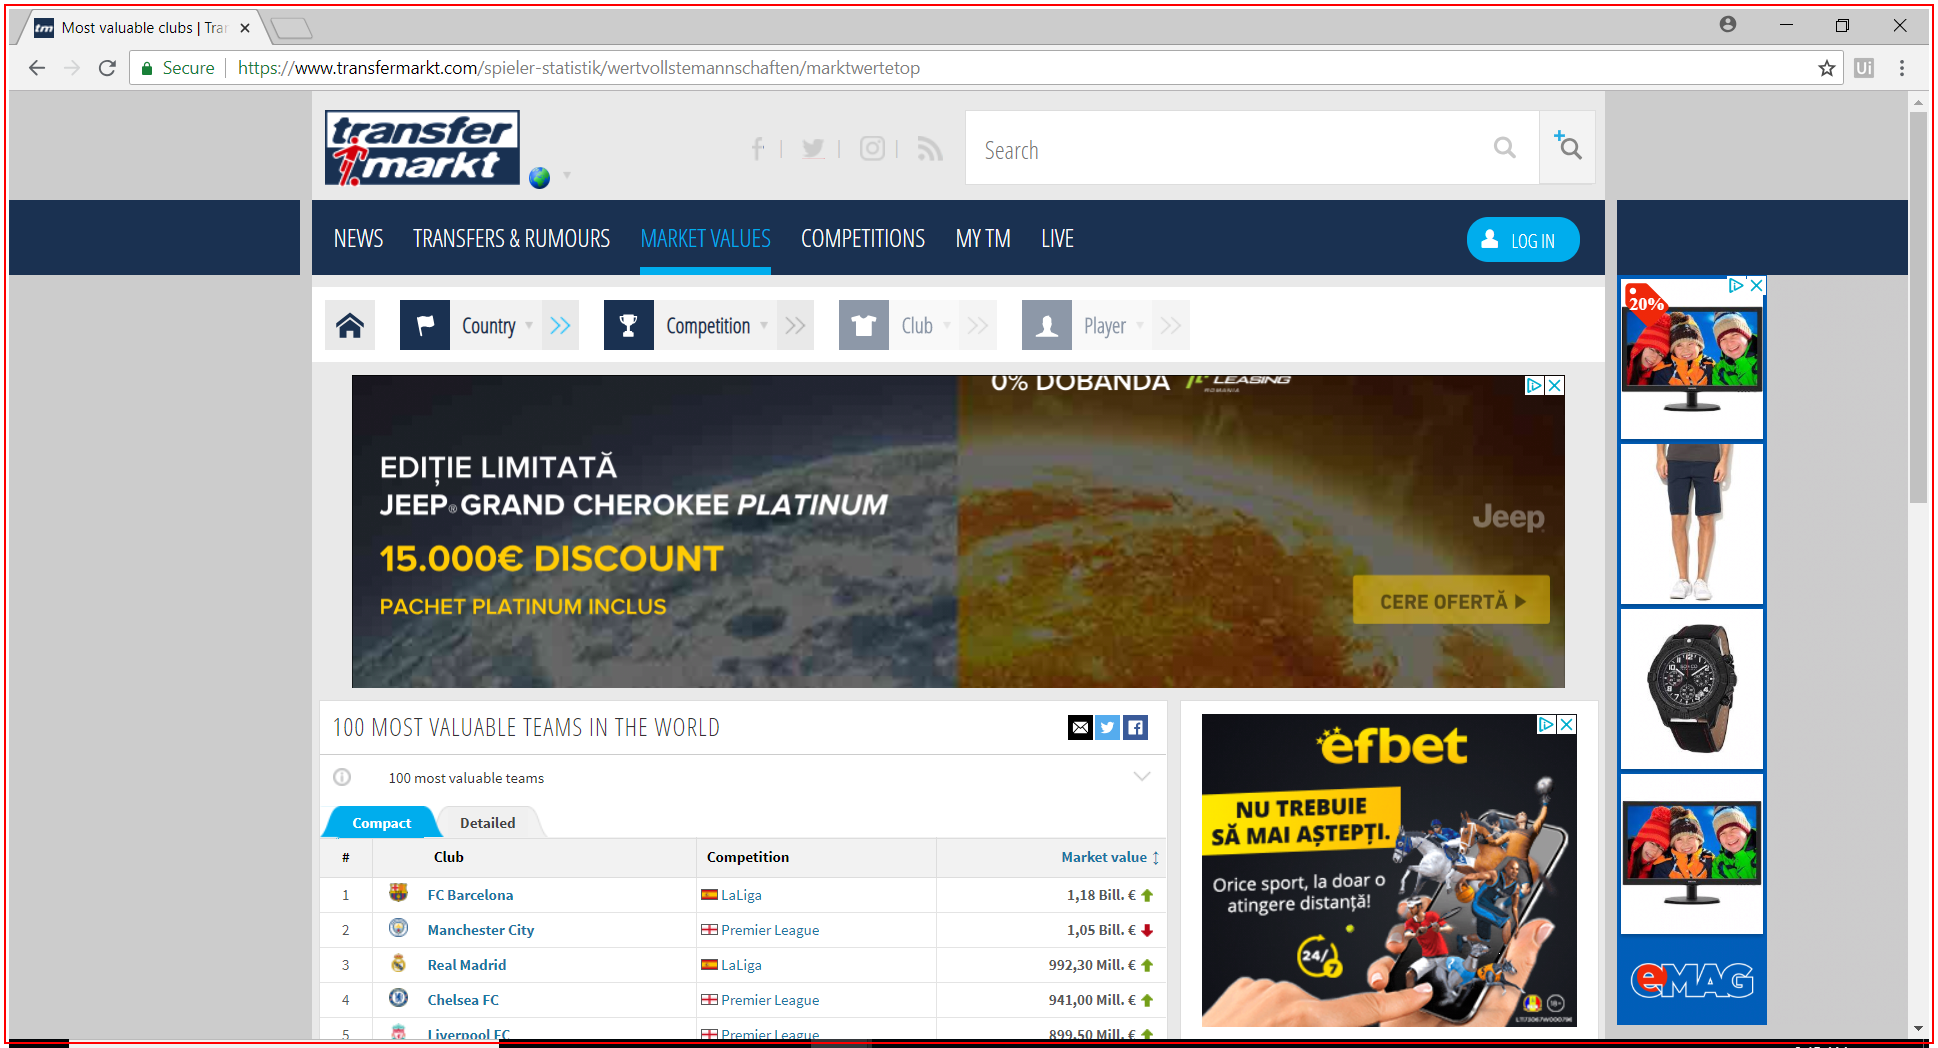 tm Most valuable clubs | Tra
Secure | https://www.transfermarkt.com/spieler-statistik/wertvollstemannschaften/marktwertetop
Ui
transfer
markt
Search
NEWS TRANSFERS & RUMOURS MARKET VALUES COMPETITIONS MY TM LIVE
LOG IN
Country Competition Club Player
20%
0% DOBANDA LEASING
ROMANIA
EDIȚIE LIMITATĂ
JEEP® GRAND CHEROKEE PLATINUM
15.000€ DISCOUNT
PACHET PLATINUM INCLUS
Jeep
CERE OFERTĂ
100 MOST VALUABLE TEAMS IN THE WORLD
100 most valuable teams
Compact Detailed
# Club Competition Market value
1 FC Barcelona LaLiga 1,18 Bill. €
2 Manchester City Premier League 1,05 Bill. €
3 Real Madrid LaLiga 992,30 Mill. €
4 Chelsea FC Premier League 941,00 Mill. €
5 Liverpool FC Premier League 899,50 Mill. €
efbet
NU TREBUIE
SĂ MAI AȘTEPȚI.
Orice sport, la doar o
atingere distanță!
24/7
18+
eMAG